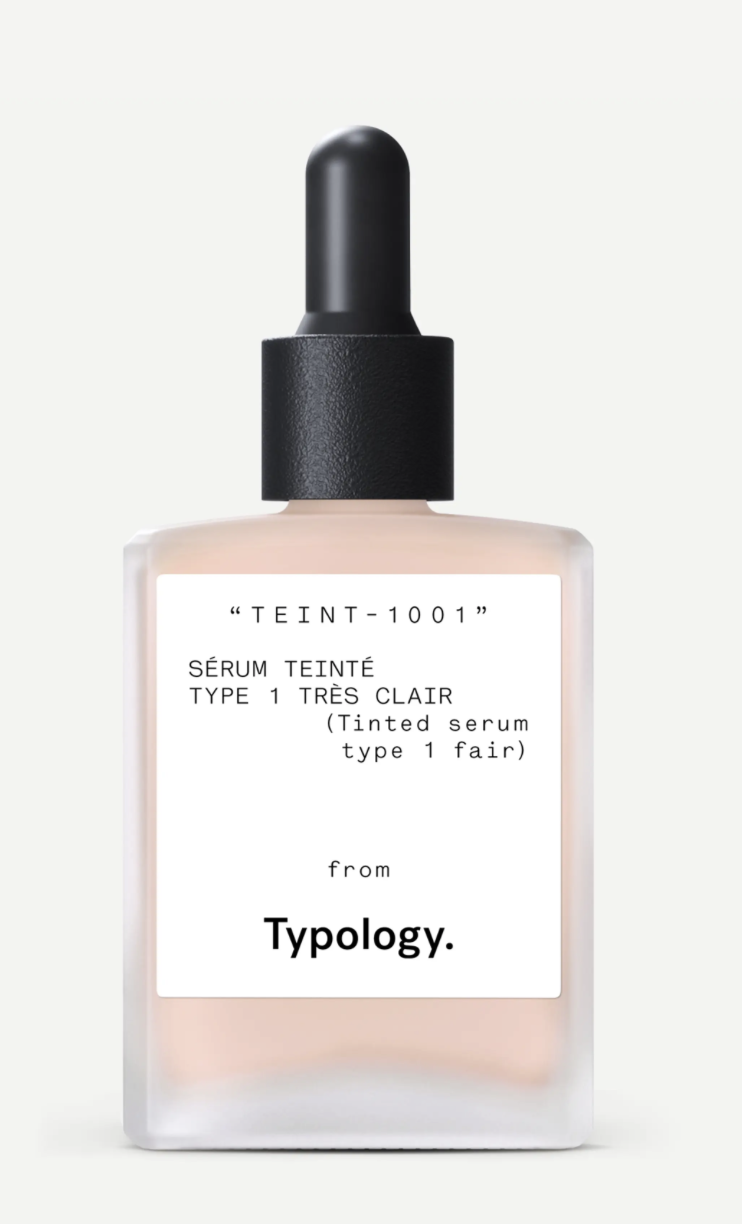 “TEINT-1001”
SÉRUM TEINTÉ
TYPE 1 TRÈS CLAIR
(Tinted serum
type 1 fair)
from
Typology.